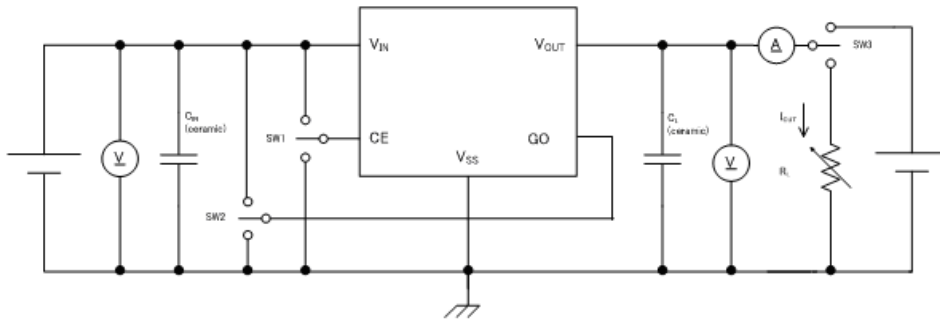 V
CIN
(ceramic)
SW1
SW2
VIN
VOUT
CE
GO
VSS
CL
(ceramic)
V
A
SW3
IOUT
RL